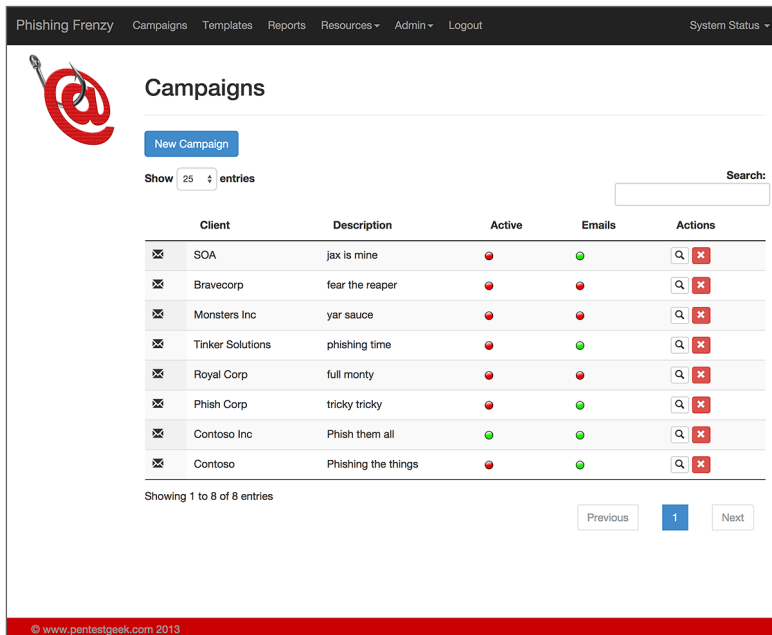 Phishing Frenzy Campaigns Templates Reports Resources Admin Logout System Status
Campaigns
New Campaign
Show 25 entries
Search:
Client Description Active Emails Actions
SOA jax is mine
Bravecorp fear the reaper
Monsters Inc yar sauce
Tinker Solutions phishing time
Royal Corp full monty
Phish Corp tricky tricky
Contoso Inc Phish them all
Contoso Phishing the things
Showing 1 to 8 of 8 entries
Previous 1 Next
© www.pentestgeek.com 2013